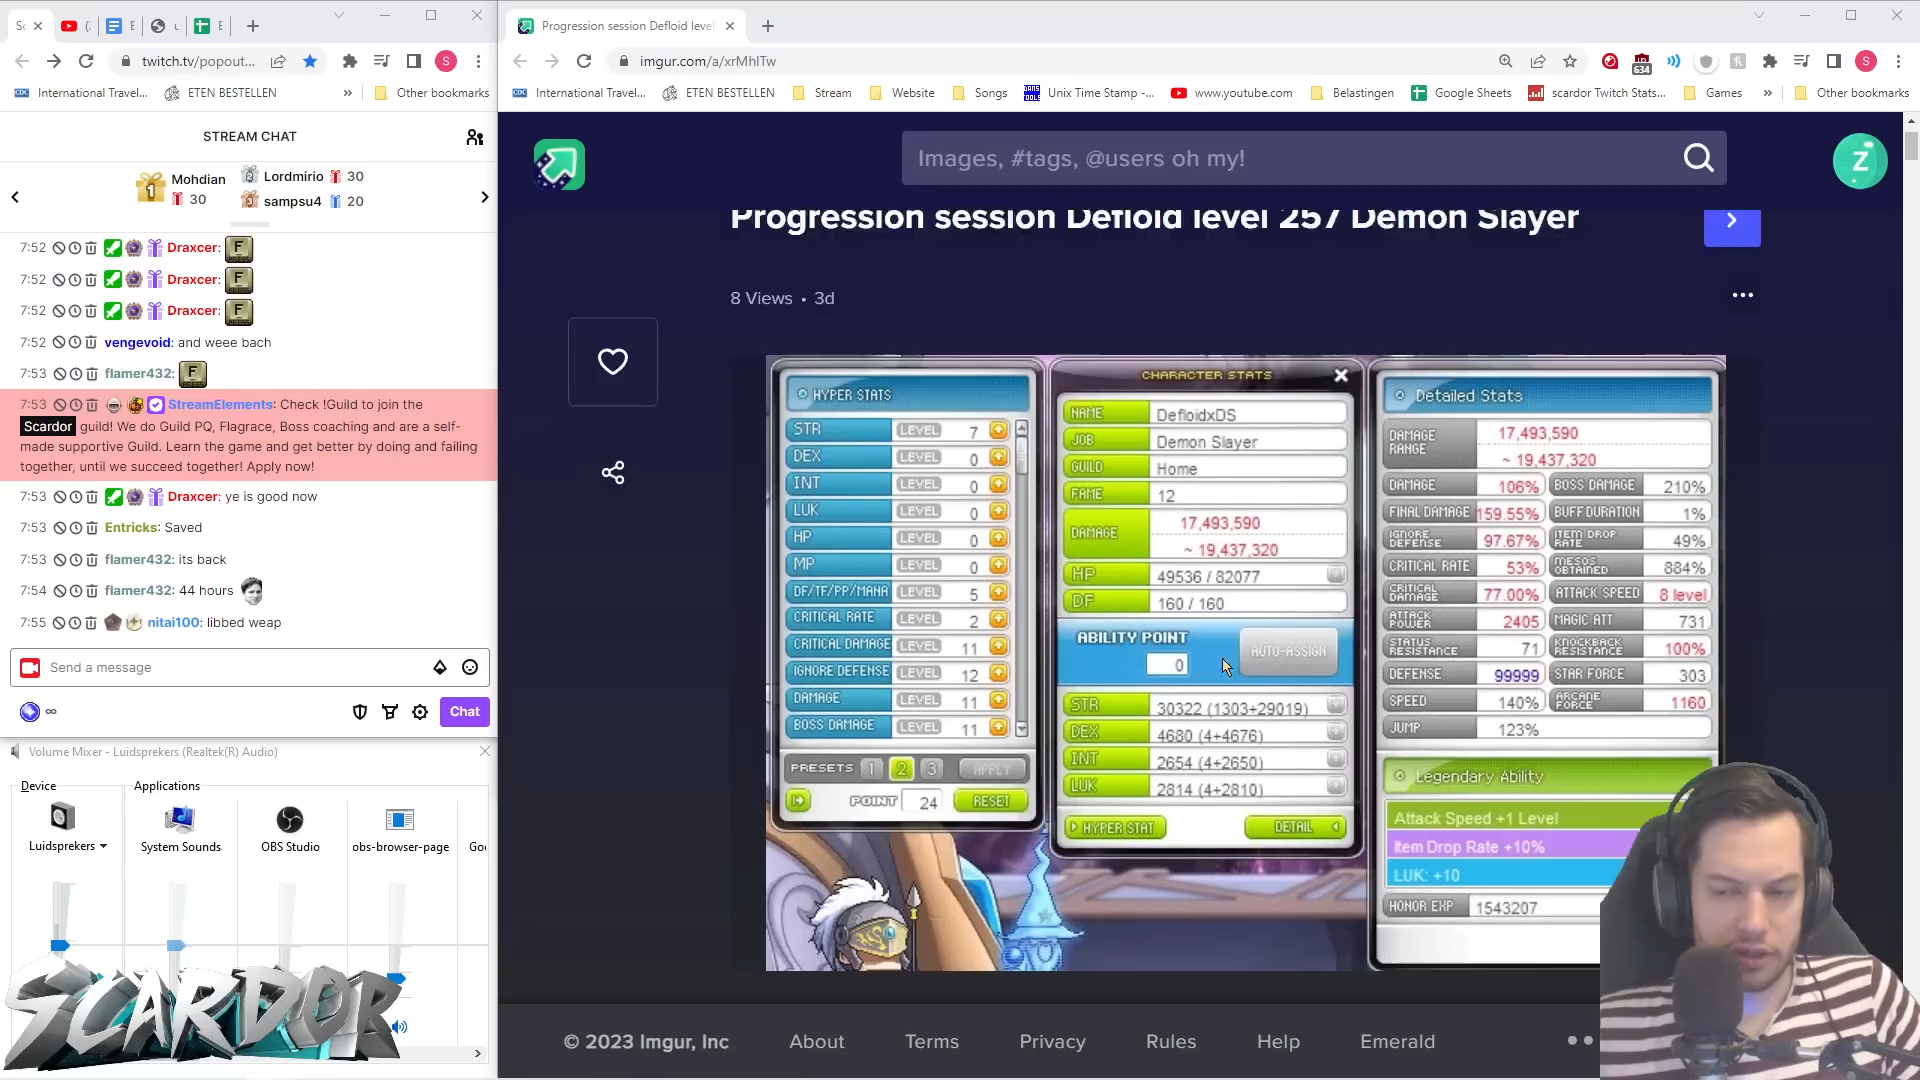 Sc
E
E
twitch.tv/popout...
S
International Travel...
ETEN BESTELLEN
»
Other bookmarks
STREAM CHAT
1 Mohdian 30
2 Lordmirio 30
3 sampsu4 20
7:52 Draxcer: F
7:52 Draxcer: F
7:52 Draxcer: F
7:52 vengevoid: and weee bach
7:53 flamer432: F
7:53 StreamElements: Check !Guild to join the
Scardor guild! We do Guild PQ, Flagrace, Boss coaching and are a self-
made supportive Guild. Learn the game and get better by doing and failing
together, until we succeed together! Apply now!
7:53 Draxcer: ye is good now
7:53 Entricks: Saved
7:53 flamer432: its back
7:54 flamer432: 44 hours
7:55 nitai100: libbed weap
Send a message
∞
Chat
Volume Mixer - Luidsprekers (Realtek(R) Audio)
Device
Applications
Luidsprekers
System Sounds
OBS Studio
obs-browser-page
SCARDOR
Progression session Defloid level
imgur.com/a/xrMhlTw
634
S
International Travel...
ETEN BESTELLEN
Stream
Website
Songs
Unix Time Stamp -...
www.youtube.com
Belastingen
Google Sheets
scardor Twitch Stats...
Games
»
Other bookmarks
Images, #tags, @users oh my!
Z
Progression session Defloid level 257 Demon Slayer
8 Views • 3d
HYPER STATS
STR LEVEL 7
DEX LEVEL 0
INT LEVEL 0
LUK LEVEL 0
HP LEVEL 0
MP LEVEL 0
DF/TF/PP/MANA LEVEL 5
CRITICAL RATE LEVEL 2
CRITICAL DAMAGE LEVEL 11
IGNORE DEFENSE LEVEL 12
DAMAGE LEVEL 11
BOSS DAMAGE LEVEL 11
PRESETS 1 2 3 APPLY
POINT 24 RESET
CHARACTER STATS
NAME DefloidxDS
JOB Demon Slayer
GUILD Home
FAME 12
DAMAGE 17,493,590
~ 19,437,320
HP 49536 / 82077
DF 160 / 160
ABILITY POINT
0
AUTO-ASSIGN
STR 30322 (1303+29019)
DEX 4680 (4+4676)
INT 2654 (4+2650)
LUK 2814 (4+2810)
HYPER STAT DETAIL
Detailed Stats
DAMAGE RANGE 17,493,590
~ 19,437,320
DAMAGE 106% BOSS DAMAGE 210%
FINAL DAMAGE 159.55% BUFF DURATION 1%
IGNORE DEFENSE 97.67% ITEM DROP RATE 49%
CRITICAL RATE 53% MESOS OBTAINED 884%
CRITICAL DAMAGE 77.00% ATTACK SPEED 8 level
ATTACK POWER 2405 MAGIC ATT 731
STATUS RESISTANCE 71 KNOCKBACK RESISTANCE 100%
DEFENSE 99999 STAR FORCE 303
SPEED 140% ARCANE FORCE 1160
JUMP 123%
Legendary Ability
Attack Speed +1 Level
Item Drop Rate +10%
LUK: +10
HONOR EXP 1543207
© 2023 Imgur, Inc
About
Terms
Privacy
Rules
Help
Emerald